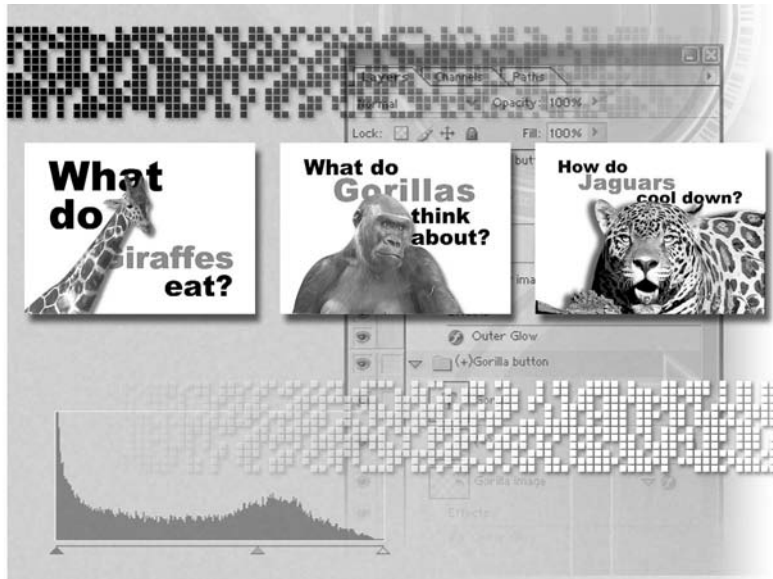 Layers Channels Paths
Normal Opacity: 100%
Lock: Fill: 100%
What
do
Giraffes
eat?
What do
Gorillas
think
about?
How do
Jaguars
cool down?
Outer Glow
(+)Gorilla button
Gorilla image
Effects